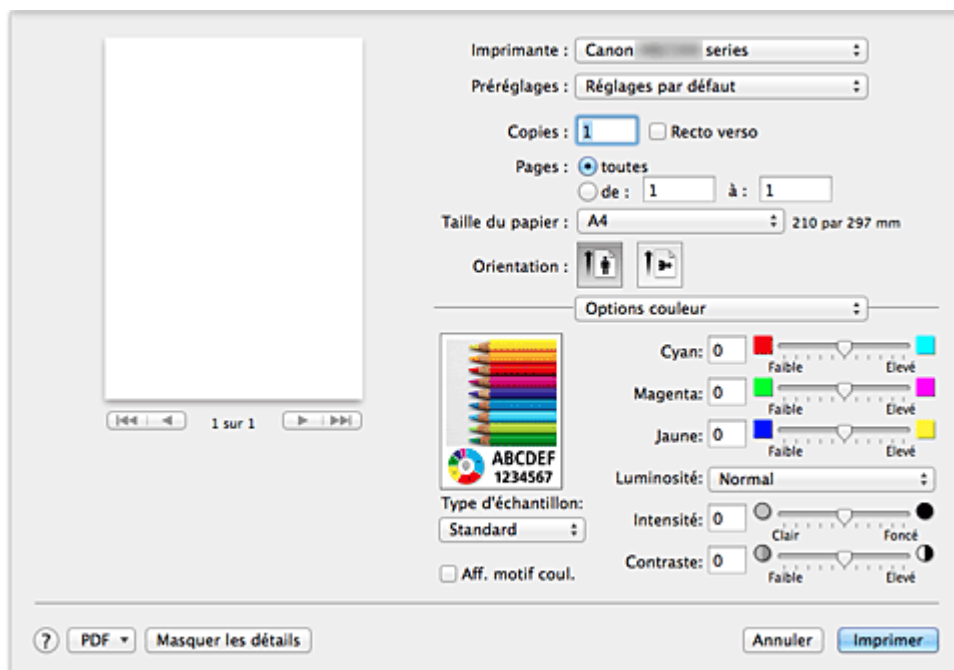 Imprimante : Canon series
Préréglages : Réglages par défaut
Copies : 1 Recto verso
Pages : toutes
de : 1 à : 1
Taille du papier : A4 210 par 297 mm
Orientation :
Options couleur
1 sur 1
ABCDEF
1234567
Type d'échantillon:
Standard
Aff. motif coul.
Cyan: 0
Faible Elevé
Magenta: 0
Faible Elevé
Jaune: 0
Faible Elevé
Luminosité: Normal
Intensité: 0
Clair Foncé
Contraste: 0
Faible Elevé
? PDF Masquer les détails Annuler Imprimer